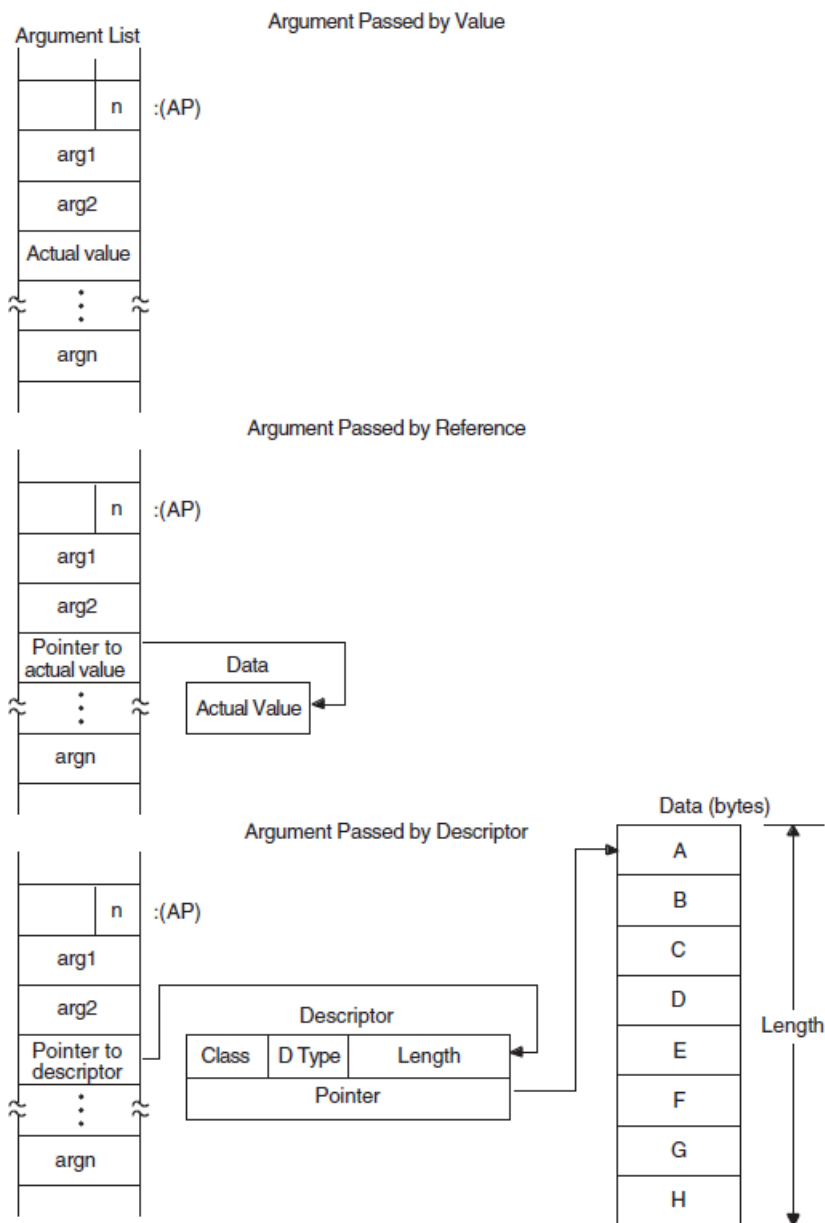 Argument Passed by Value
Argument List
n :(AP)
arg1
arg2
Actual value
argn
Argument Passed by Reference
n :(AP)
arg1
arg2
Pointer to
actual value
Data
Actual Value
argn
Argument Passed by Descriptor
n :(AP)
arg1
arg2
Pointer to
descriptor
argn
Descriptor
Class D Type Length
Pointer
Data (bytes)
A
B
C
D
E
F
G
H
Length